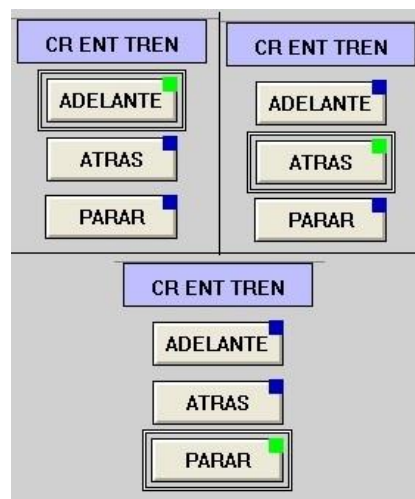 CR ENT TREN
ADELANTE
ATRAS
PARAR
CR ENT TREN
ADELANTE
ATRAS
PARAR
CR ENT TREN
ADELANTE
ATRAS
PARAR